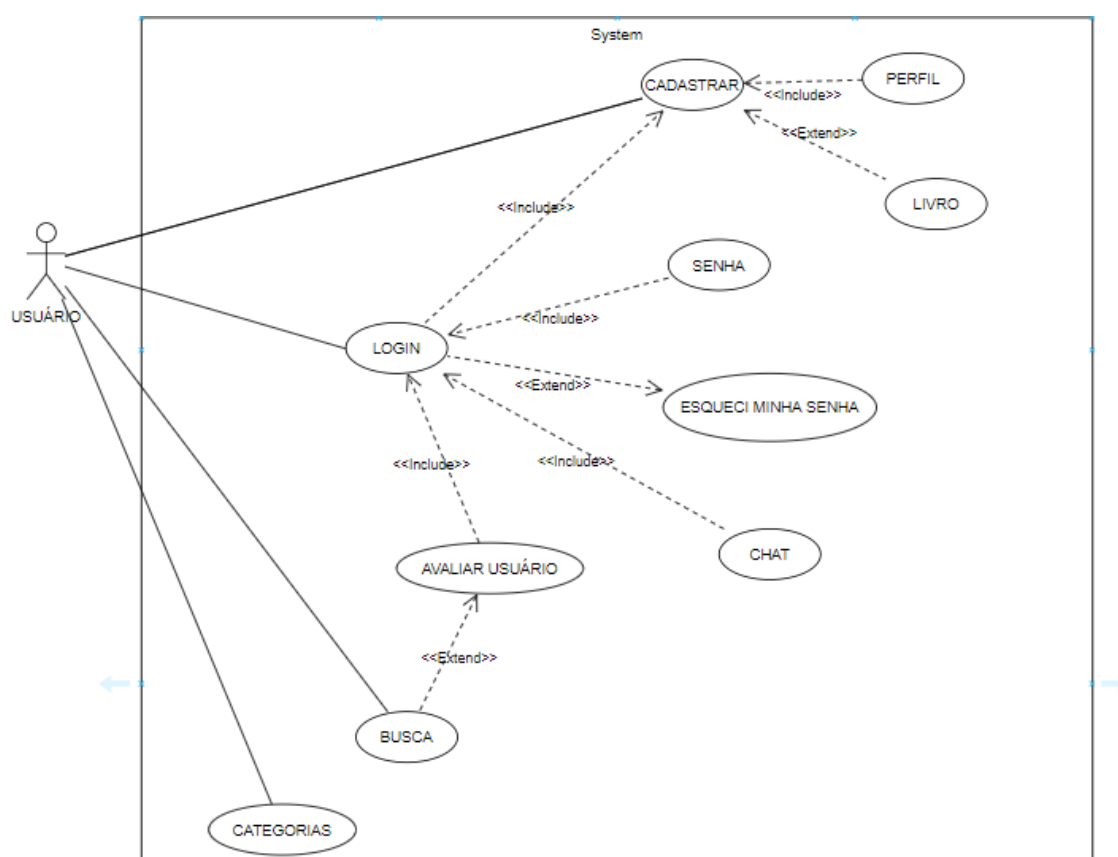 System
CADASTRAR
PERFIL
<<Include>>
<<Extend>>
LIVRO
<<Include>>
SENHA
USUÁRIO
<<Include>>
LOGIN
<<Extend>>
ESQUECI MINHA SENHA
<<Include>>
<<Include>>
CHAT
AVALIAR USUÁRIO
<<Extend>>
BUSCA
CATEGORIAS